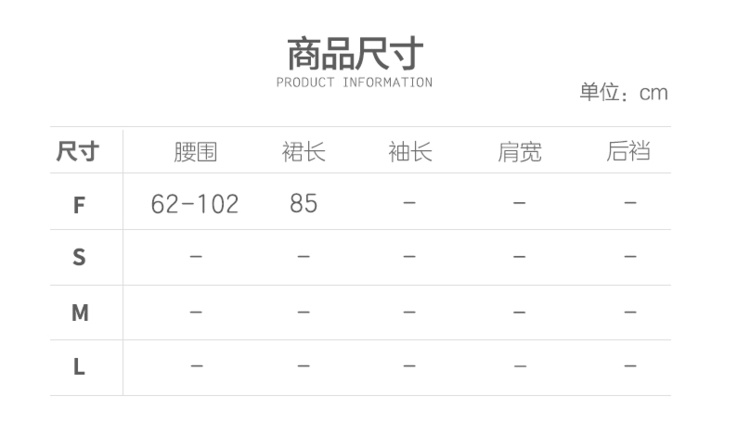 商品尺寸
PRODUCT INFORMATION
单位：cm
尺寸 腰围 裙长 袖长 肩宽 后裆
F 62-102 85 - - -
S - - - - -
M - - - - -
L - - - - -